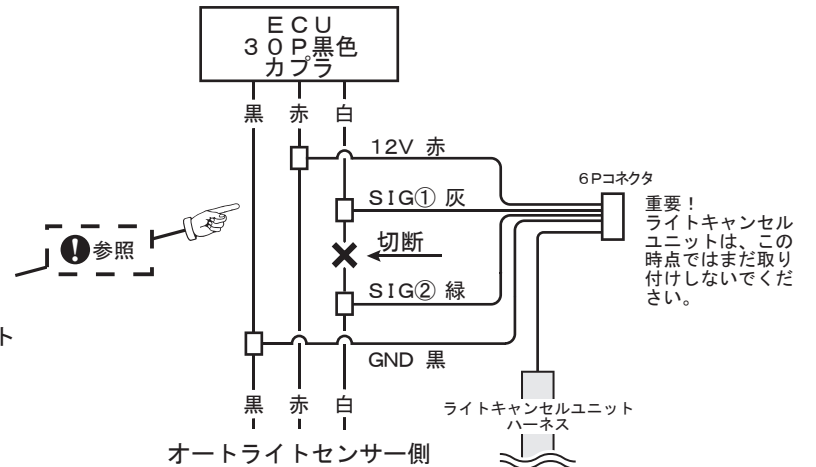 ＥＣＵ
３０Ｐ黒色
カプラ
黒 赤 白
12V 赤
SIG① 灰
切断
SIG② 緑
GND 黒
6Pコネクタ
重要！
ライトキャンセル
ユニットは、この
時点ではまだ取り
付けしないでくだ
さい。
参照
ト
黒 赤 白
オートライトセンサー側
ライトキャンセルユニット
ハーネス